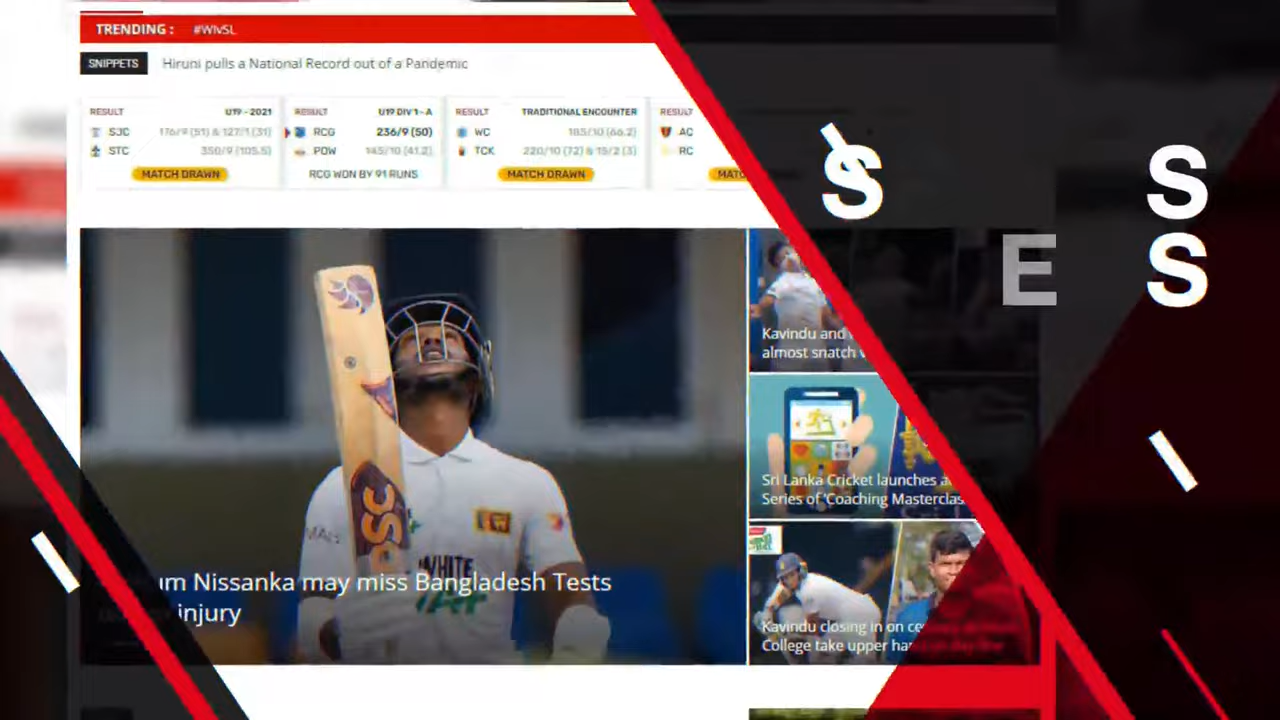 TRENDING : #WIvSL
SNIPPETS Hiruni pulls a National Record out of a Pandemic
RESULT U19 - 2021
SJC 176/9 (51) & 127/1 (31)
STC 350/9 (105.5)
MATCH DRAWN
RESULT U19 DIV 1 - A
RCG 236/9 (50)
POW 145/10 (41.2)
RCG WON BY 91 RUNS
RESULT TRADITIONAL ENCOUNTER
WC 185/10 (66.2)
TCK 220/10 (72) & 15/2 (3)
MATCH DRAWN
RESULT
AC
RC
S
S
E
S
Kavindu and
almost snatch
Sri Lanka Cricket launches a
Series of 'Coaching Masterclas
DSC
WHITE
um Nissanka may miss Bangladesh Tests
injury
Kavindu closing in on ce
College take upper ha